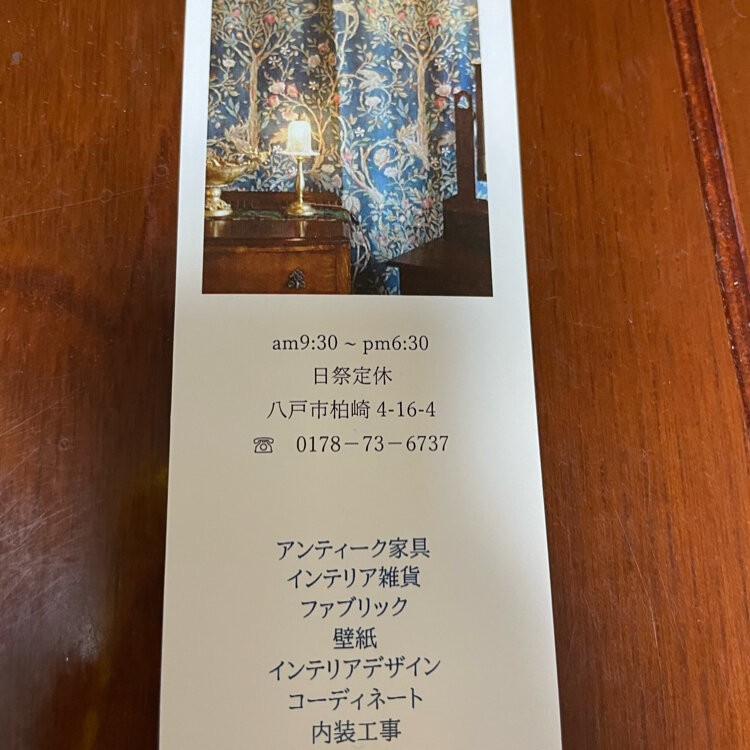 am9:30 ~ pm6:30
日祭定休
八戸市柏崎 4-16-4
☏ 0178－73－6737
アンティーク家具
インテリア雑貨
ファブリック
壁紙
インテリアデザイン
コーディネート
内装工事